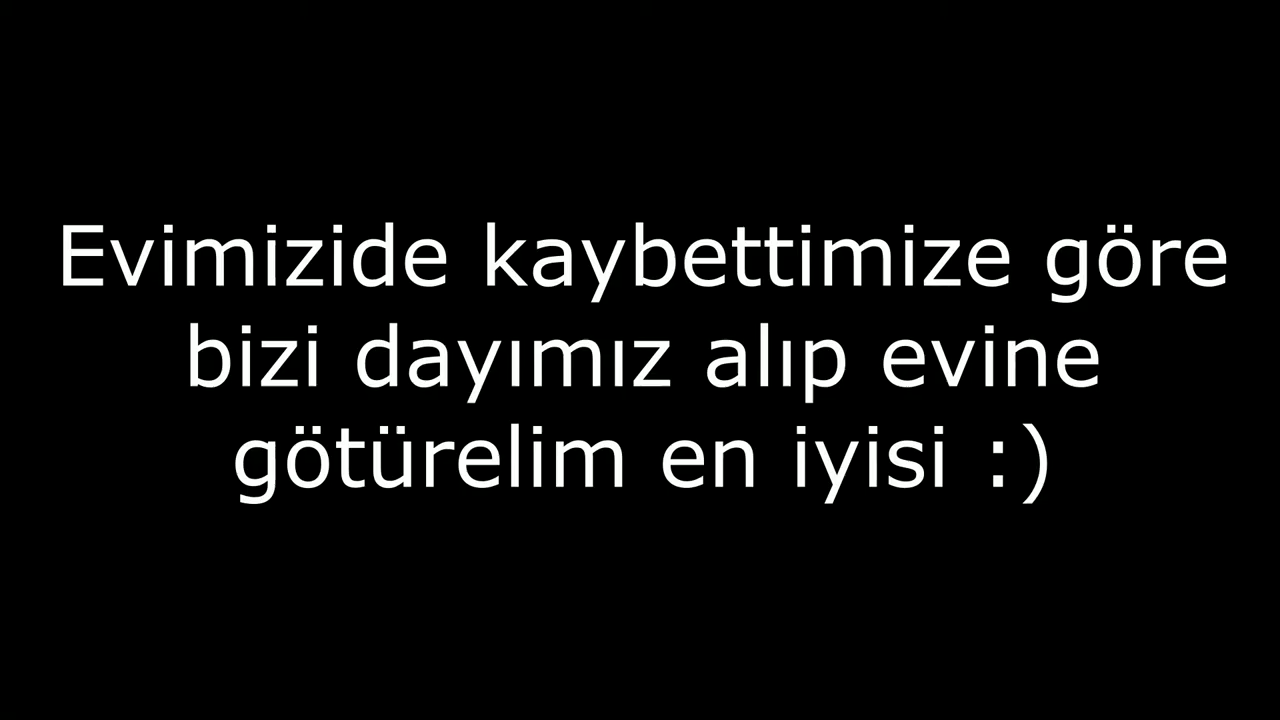 Evimizide kaybettimize göre
bizi dayımız alıp evine
götürelim en iyisi :)